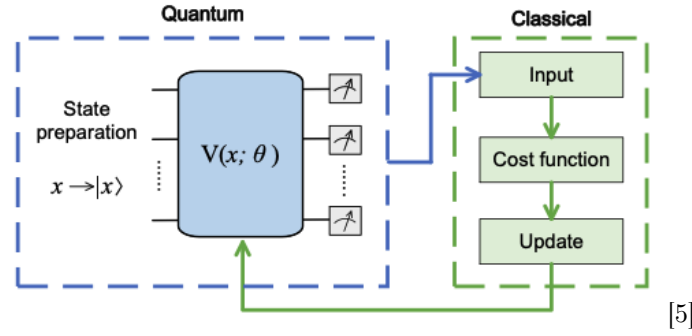 Quantum
Classical
State
preparation
x → |x⟩
V(x; θ )
Input
Cost function
Update
[5]